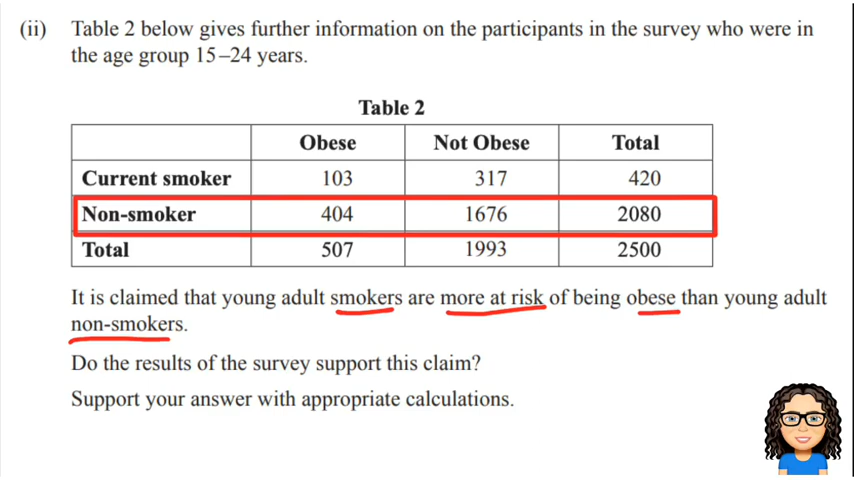 (ii) Table 2 below gives further information on the participants in the survey who were in
the age group 15–24 years.
Table 2
Obese Not Obese Total
Current smoker 103 317 420
Non-smoker 404 1676 2080
Total 507 1993 2500
It is claimed that young adult smokers are more at risk of being obese than young adult
non-smokers.
Do the results of the survey support this claim?
Support your answer with appropriate calculations.